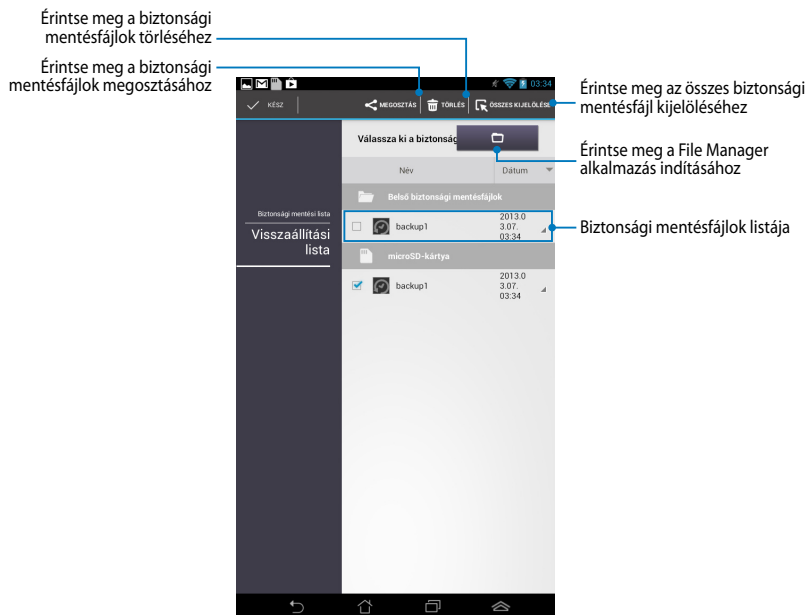 Érintse meg a biztonsági
mentésfájlok törléséhez
Érintse meg a biztonsági
mentésfájlok megosztásához
03:34
KÉSZ
MEGOSZTÁS
TÖRLÉS
ÖSSZES KIJELÖLÉSE
Érintse meg az összes biztonsági
mentésfájl kijelöléséhez
Válassza ki a biztonság
Érintse meg a File Manager
alkalmazás indításához
Név
Dátum
Belső biztonsági mentésfájlok
Biztonsági mentési lista
Visszaállítási
lista
backup1
2013.0
3.07.
03:34
Biztonsági mentésfájlok listája
microSD-kártya
backup1
2013.0
3.07.
03:34